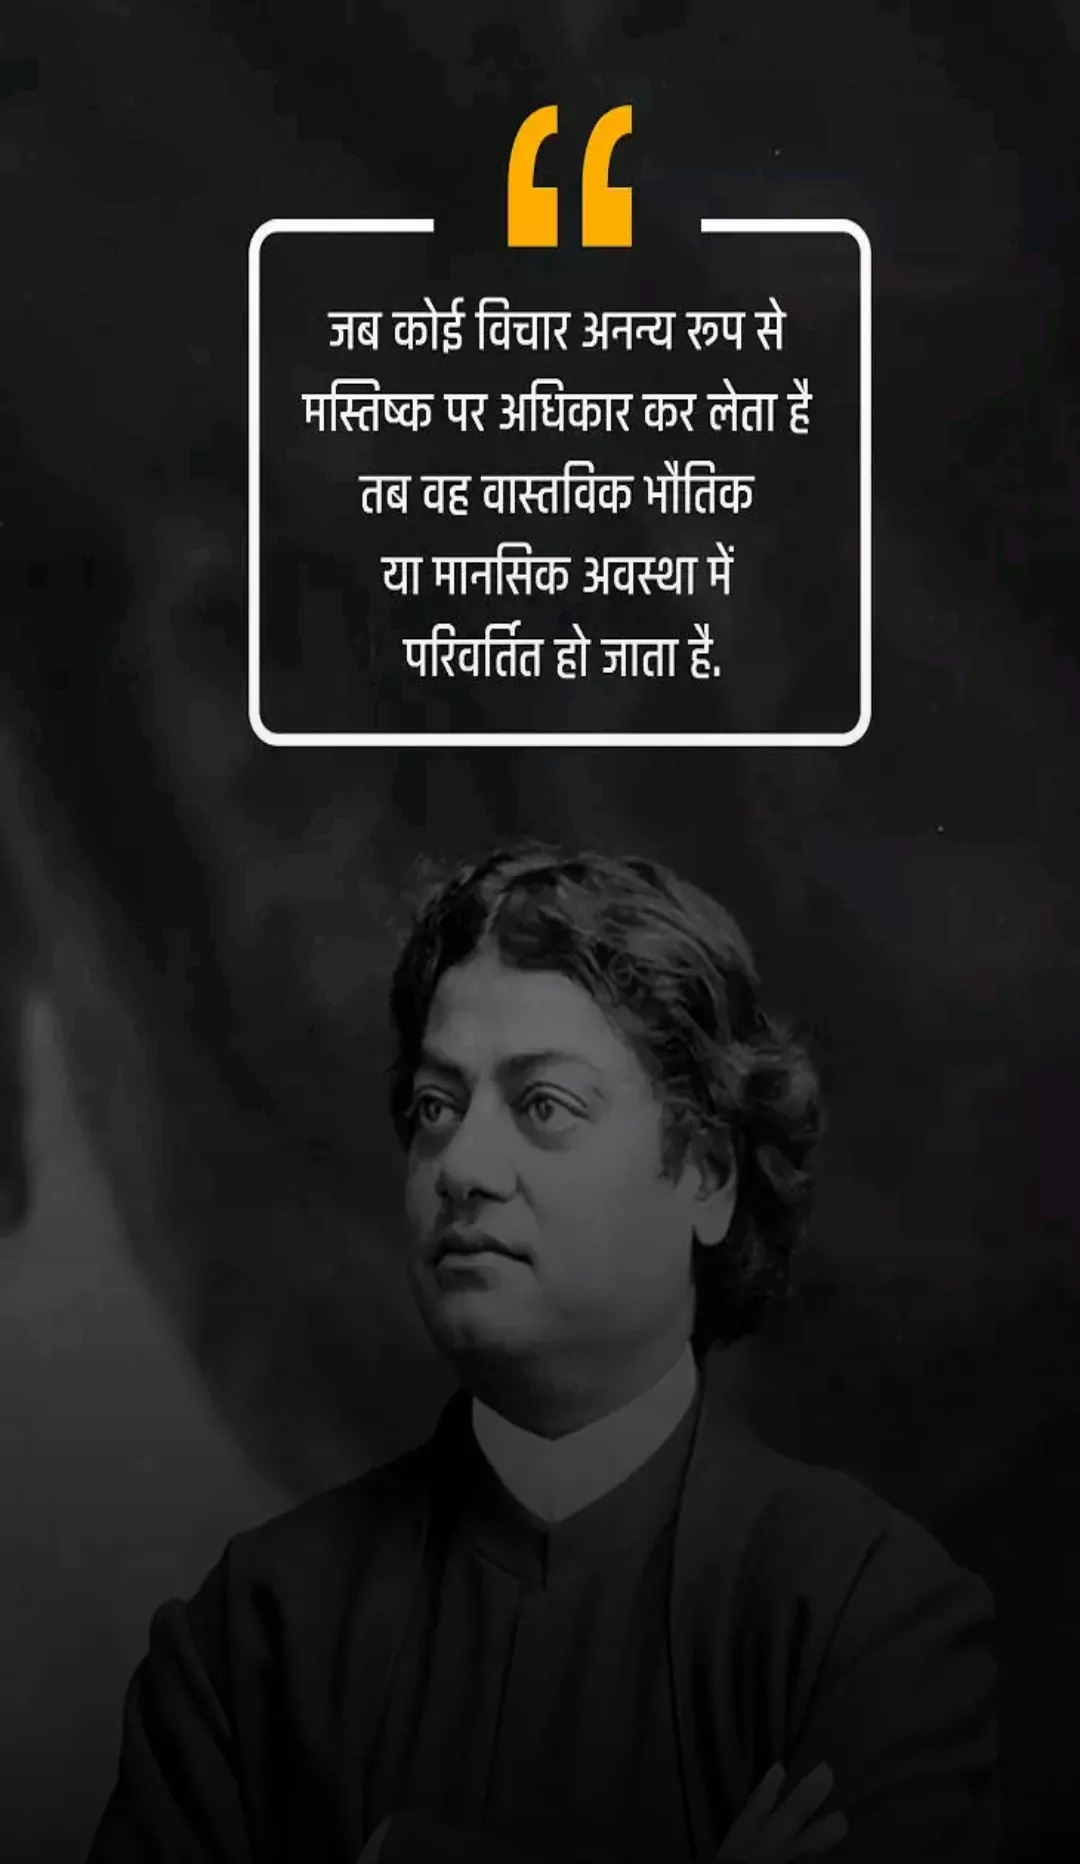 जब कोई विचार अनन्य रूप से
मस्तिष्क पर अधिकार कर लेता है
तब वह वास्तविक भौतिक
या मानसिक अवस्था में
परिवर्तित हो जाता है.